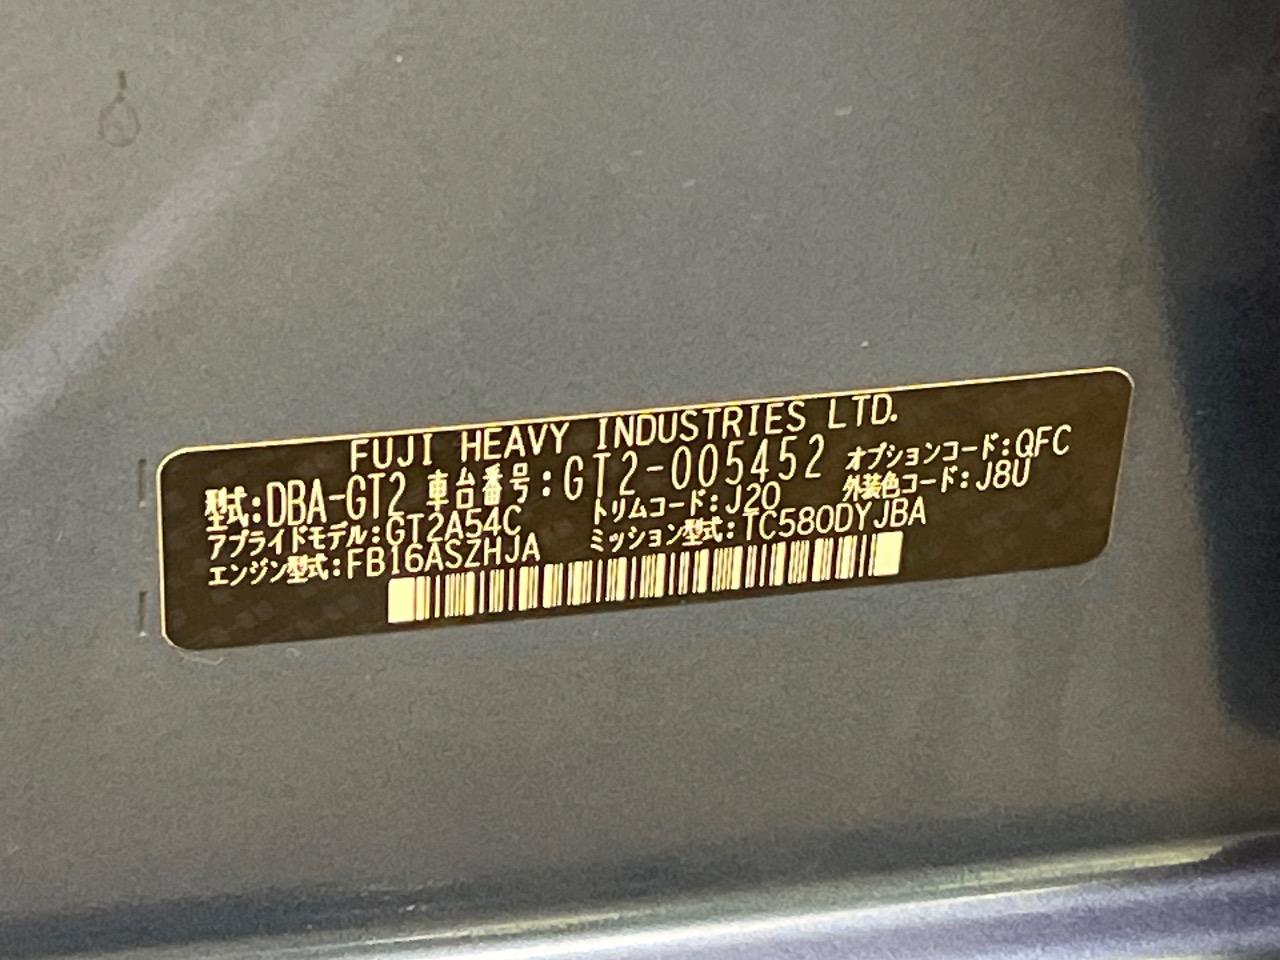 FUJI HEAVY INDUSTRIES LTD.
型式:DBA-GT2 車台番号:GT2-005452 オプションコード:QFC
アプライドモデル:GT2A54C トリムコード:J20 外装色コード:J8U
エンジン型式:FB16ASZHJA ミッション型式:TC580DYJBA